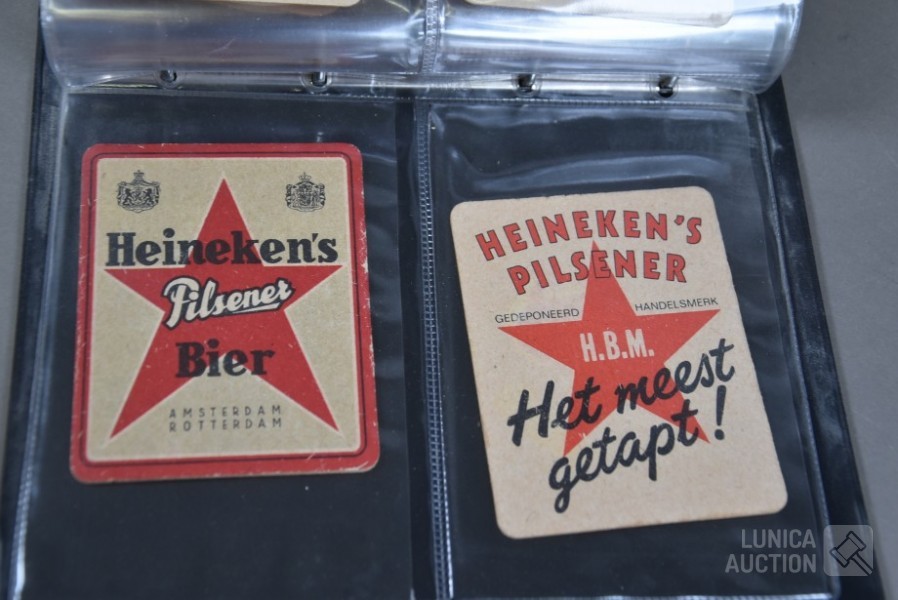 Heineken's
Pilsener
Bier
AMSTERDAM
ROTTERDAM
HEINEKEN'S
PILSENER
GEDEPONEERD HANDELSMERK
H.B.M.
Het meest
getapt!
LUNICA
AUCTION